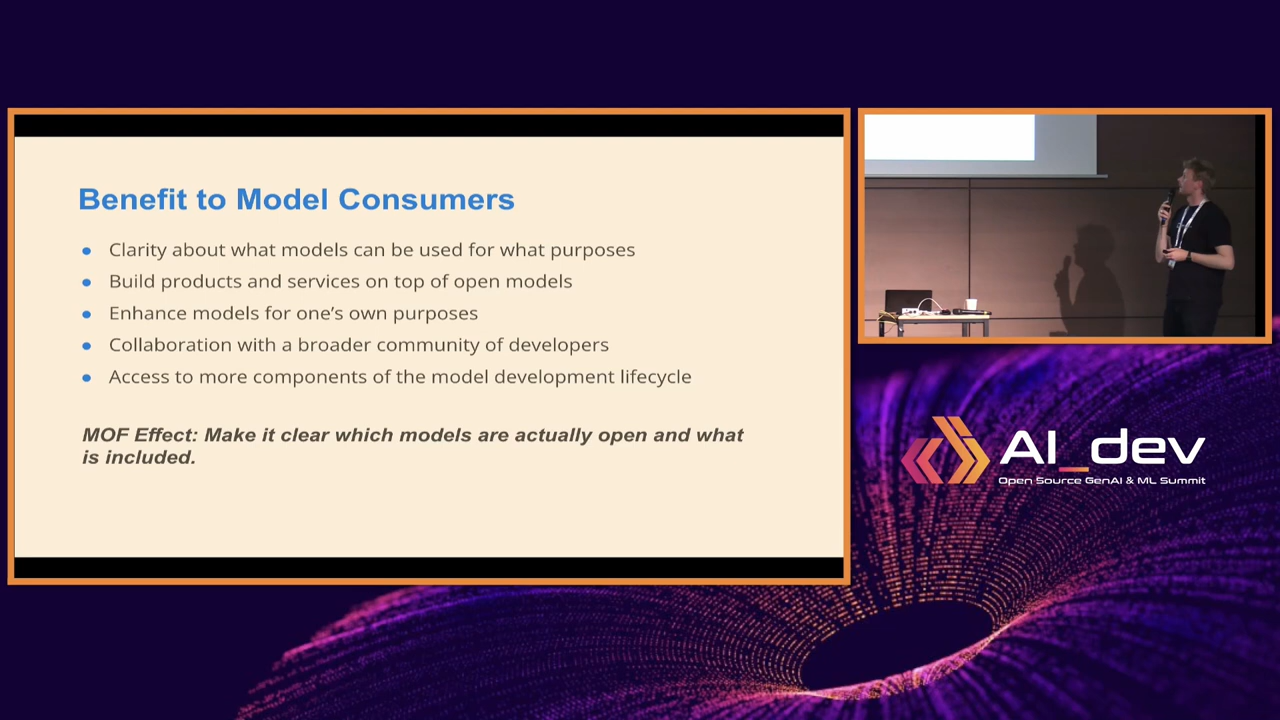 Benefit to Model Consumers
Clarity about what models can be used for what purposes
Build products and services on top of open models
Enhance models for one's own purposes
Collaboration with a broader community of developers
Access to more components of the model development lifecycle
MOF Effect: Make it clear which models are actually open and what
is included.
AI_dev
Open Source GenAI & ML Summit